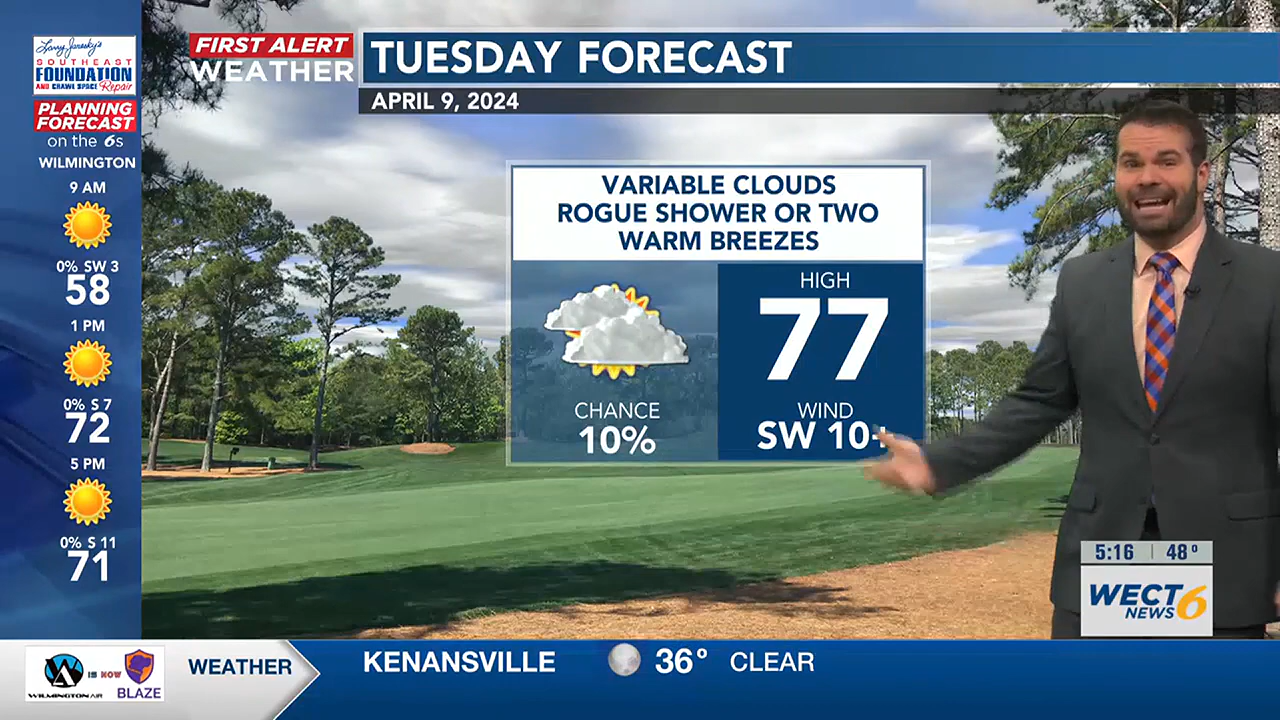 Larry Janesky's
SOUTHEAST
FOUNDATION
AND CRAWL SPACE Repair
PLANNING
FORECAST
on the 6s
WILMINGTON
9 AM
0% SW 3
58
1 PM
0% S 7
72
5 PM
0% S 11
71
FIRST ALERT
WEATHER
TUESDAY FORECAST
APRIL 9, 2024
VARIABLE CLOUDS
ROGUE SHOWER OR TWO
WARM BREEZES
CHANCE
10%
HIGH
77
WIND
SW 10+
5:16 | 48°
WECT 6
NEWS
WILMINGTON AIR
IS NOW
BLAZE
WEATHER
KENANSVILLE 36° CLEAR